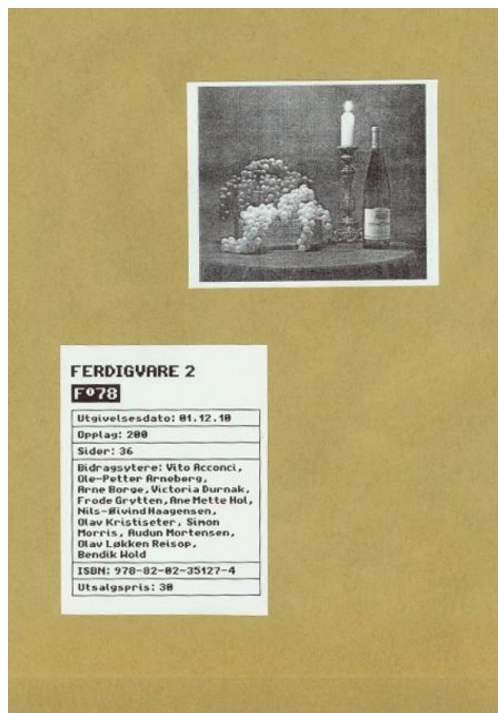 FERDIGVARE 2
Fº78
Utgivelsesdato: 01.12.10
Opplag: 200
Sider: 36
Bidragsytere: Vito Acconci,
Ole-Petter Arneberg,
Arne Borge, Victoria Durnak,
Frode Grytten, Ane Mette Hol,
Nils-Øivind Haagensen,
Olav Kristiseter, Simon
Morris, Audun Mortensen,
Olav Løkken Reisop,
Bendik Wold
ISBN: 978-82-02-35127-4
Utsalgspris: 30